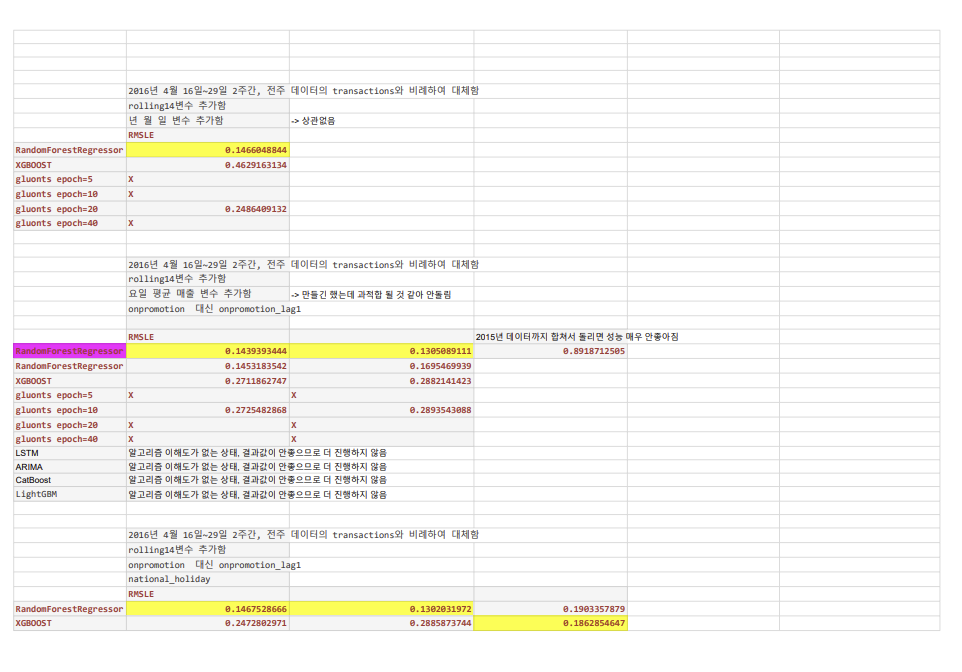 2016년 4월 16일~29일 2주간, 전주 데이터의 transactions와 비례하여 대체함
rolling14변수 추가함
년 월 일 변수 추가함 -> 상관없음
RMSLE
RandomForestRegressor 0.1466048844
XGBOOST 0.4629163134
gluonts epoch=5 X
gluonts epoch=10 X
gluonts epoch=20 0.2486409132
gluonts epoch=40 X
2016년 4월 16일~29일 2주간, 전주 데이터의 transactions와 비례하여 대체함
rolling14변수 추가함
요일 평균 매출 변수 추가함 -> 만들긴 했는데 과적합 될 것 같아 안돌림
onpromotion 대신 onpromotion_lag1
RMSLE 2015년 데이터까지 합쳐서 돌리면 성능 매우 안좋아짐
RandomForestRegressor 0.1439393444 0.1305089111 0.8918712505
RandomForestRegressor 0.1453183542 0.1695469939
XGBOOST 0.2711862747 0.2882141423
gluonts epoch=5 X X
gluonts epoch=10 0.2725482868 0.2893543088
gluonts epoch=20 X X
gluonts epoch=40 X X
LSTM 알고리즘 이해도가 없는 상태, 결과값이 안좋으므로 더 진행하지 않음
ARIMA 알고리즘 이해도가 없는 상태, 결과값이 안좋으므로 더 진행하지 않음
CatBoost 알고리즘 이해도가 없는 상태, 결과값이 안좋으므로 더 진행하지 않음
LightGBM 알고리즘 이해도가 없는 상태, 결과값이 안좋으므로 더 진행하지 않음
2016년 4월 16일~29일 2주간, 전주 데이터의 transactions와 비례하여 대체함
rolling14변수 추가함
onpromotion 대신 onpromotion_lag1
national_holiday
RMSLE
RandomForestRegressor 0.1467528666 0.1302031972 0.1903357879
XGBOOST 0.2472802971 0.2885873744 0.1862854647